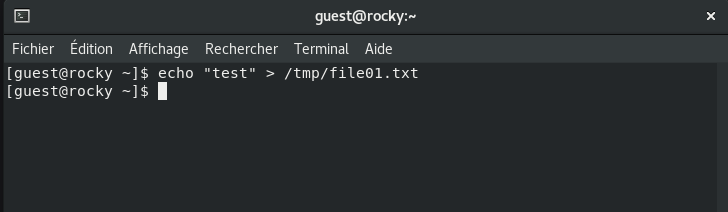 guest@rocky:~
Fichier Édition Affichage Rechercher Terminal Aide
[guest@rocky ~]$ echo "test" > /tmp/file01.txt
[guest@rocky ~]$